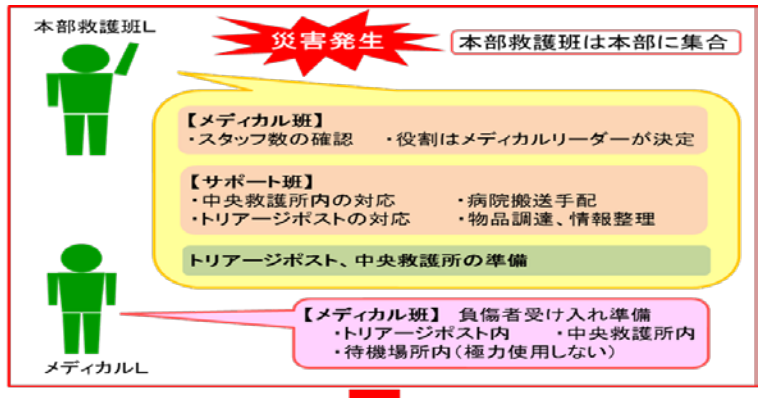 本部救護班L
災害発生
本部救護班は本部に集合
【メディカル班】
・スタッフ数の確認 ・役割はメディカルリーダーが決定
【サポート班】
・中央救護所内の対応 ・病院搬送手配
・トリアージポストの対応 ・物品調達、情報整理
トリアージポスト、中央救護所の準備
【メディカル班】 負傷者受け入れ準備
・トリアージポスト内 ・中央救護所内
・待機場所内(極力使用しない)
メディカルL